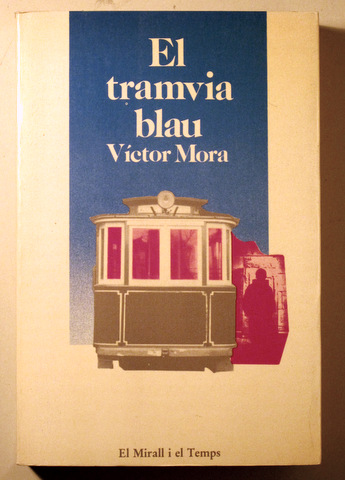 El
tramvia
blau
Víctor Mora
El Mirall i el Temps